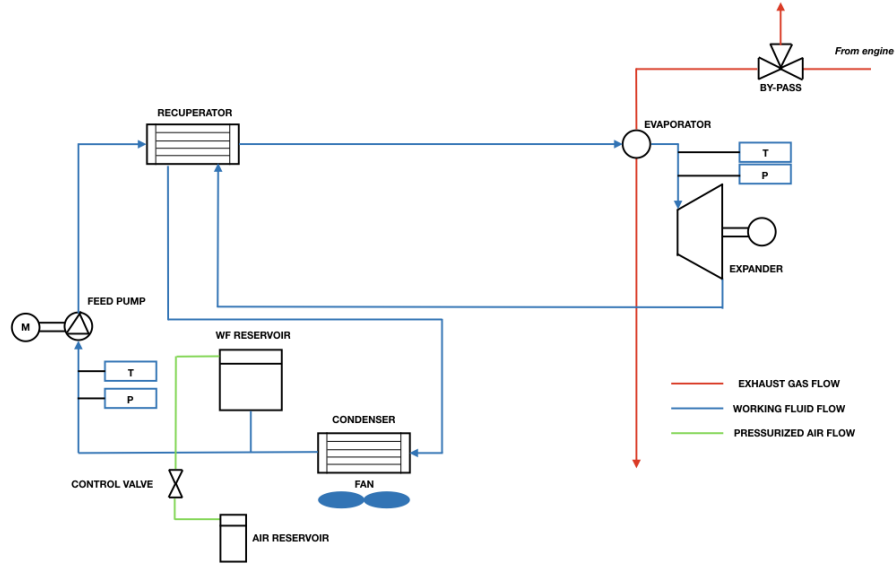 From engine
BY-PASS
RECUPERATOR
EVAPORATOR
T
P
EXPANDER
FEED PUMP
M
WF RESERVOIR
T
P
EXHAUST GAS FLOW
WORKING FLUID FLOW
PRESSURIZED AIR FLOW
CONDENSER
CONTROL VALVE
FAN
AIR RESERVOIR